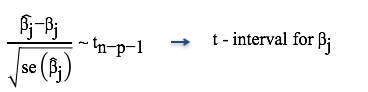 (β̂j−βj) / √se(β̂j) ~ tn−p−1 → t - interval for βj